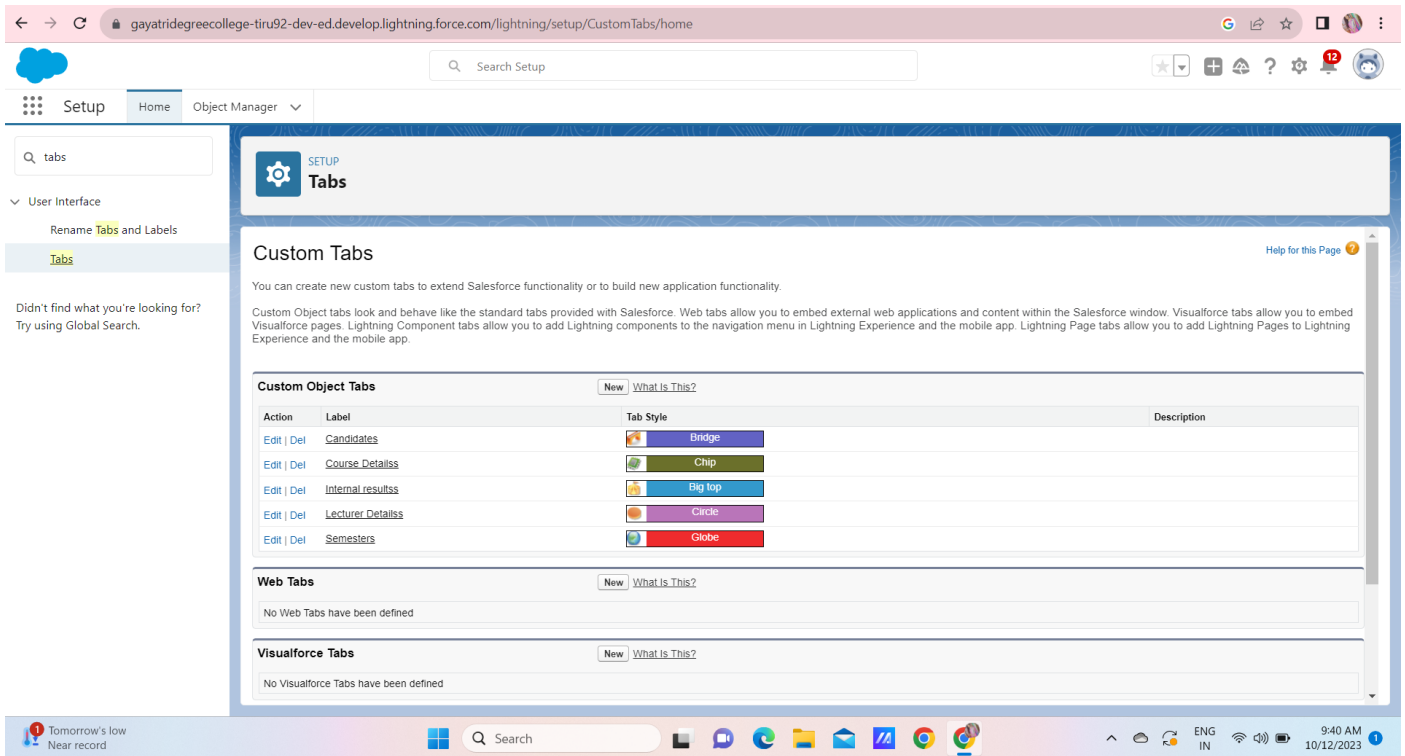 gayatridegreecollege-tiru92-dev-ed.develop.lightning.force.com/lightning/setup/CustomTabs/home
Search Setup
12
Setup Home Object Manager
tabs
User Interface
Rename Tabs and Labels
Tabs
Didn't find what you're looking for?
Try using Global Search.
SETUP
Tabs
Custom Tabs
Help for this Page ?
You can create new custom tabs to extend Salesforce functionality or to build new application functionality.
Custom Object tabs look and behave like the standard tabs provided with Salesforce. Web tabs allow you to embed external web applications and content within the Salesforce window. Visualforce tabs allow you to embed
Visualforce pages. Lightning Component tabs allow you to add Lightning components to the navigation menu in Lightning Experience and the mobile app. Lightning Page tabs allow you to add Lightning Pages to Lightning
Experience and the mobile app.
Custom Object Tabs New What Is This?
Action Label Tab Style Description
Edit | Del Candidates Bridge
Edit | Del Course Detailss Chip
Edit | Del Internal resultss Big top
Edit | Del Lecturer Detailss Circle
Edit | Del Semesters Globe
Web Tabs New What Is This?
No Web Tabs have been defined
Visualforce Tabs New What Is This?
No Visualforce Tabs have been defined
1
Tomorrow's low
Near record
Search
ENG
IN
9:40 AM
10/12/2023
1